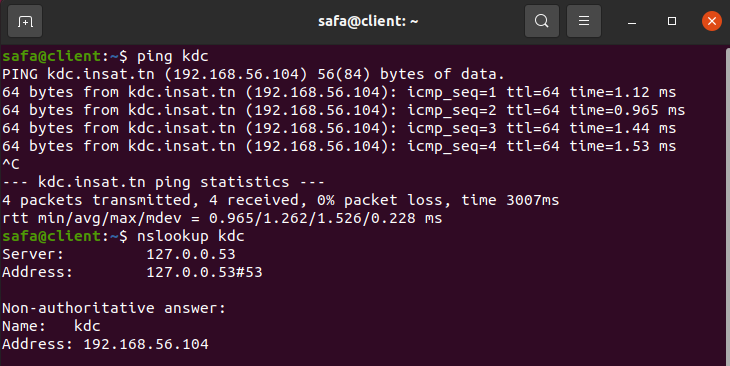 safa@client: ~
safa@client:~$ ping kdc
PING kdc.insat.tn (192.168.56.104) 56(84) bytes of data.
64 bytes from kdc.insat.tn (192.168.56.104): icmp_seq=1 ttl=64 time=1.12 ms
64 bytes from kdc.insat.tn (192.168.56.104): icmp_seq=2 ttl=64 time=0.965 ms
64 bytes from kdc.insat.tn (192.168.56.104): icmp_seq=3 ttl=64 time=1.44 ms
64 bytes from kdc.insat.tn (192.168.56.104): icmp_seq=4 ttl=64 time=1.53 ms
^C
--- kdc.insat.tn ping statistics ---
4 packets transmitted, 4 received, 0% packet loss, time 3007ms
rtt min/avg/max/mdev = 0.965/1.262/1.526/0.228 ms
safa@client:~$ nslookup kdc
Server:         127.0.0.53
Address:        127.0.0.53#53

Non-authoritative answer:
Name:   kdc
Address: 192.168.56.104